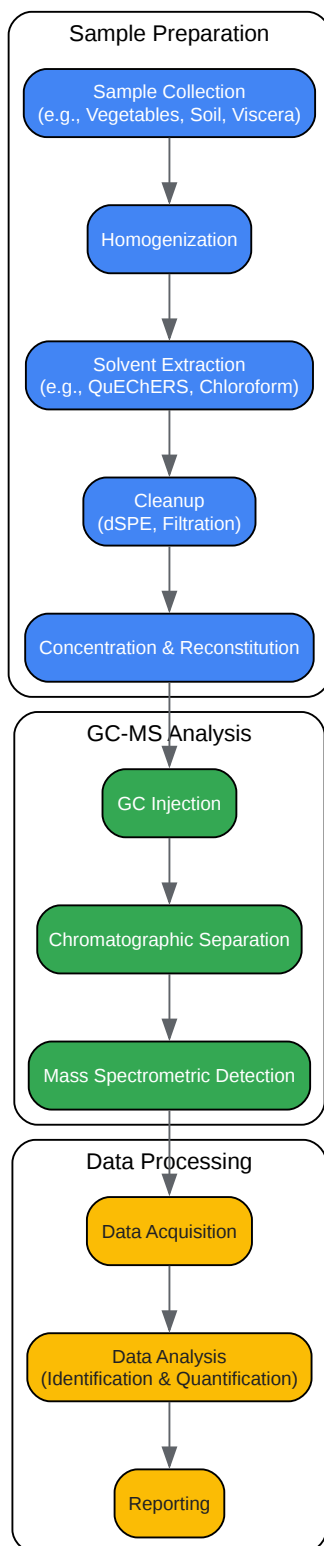 Sample Preparation
Sample Collection
(e.g., Vegetables, Soil, Viscera)
Homogenization
Solvent Extraction
(e.g., QuEChERS, Chloroform)
Cleanup
(dSPE, Filtration)
Concentration & Reconstitution
GC-MS Analysis
GC Injection
Chromatographic Separation
Mass Spectrometric Detection
Data Processing
Data Acquisition
Data Analysis
(Identification & Quantification)
Reporting